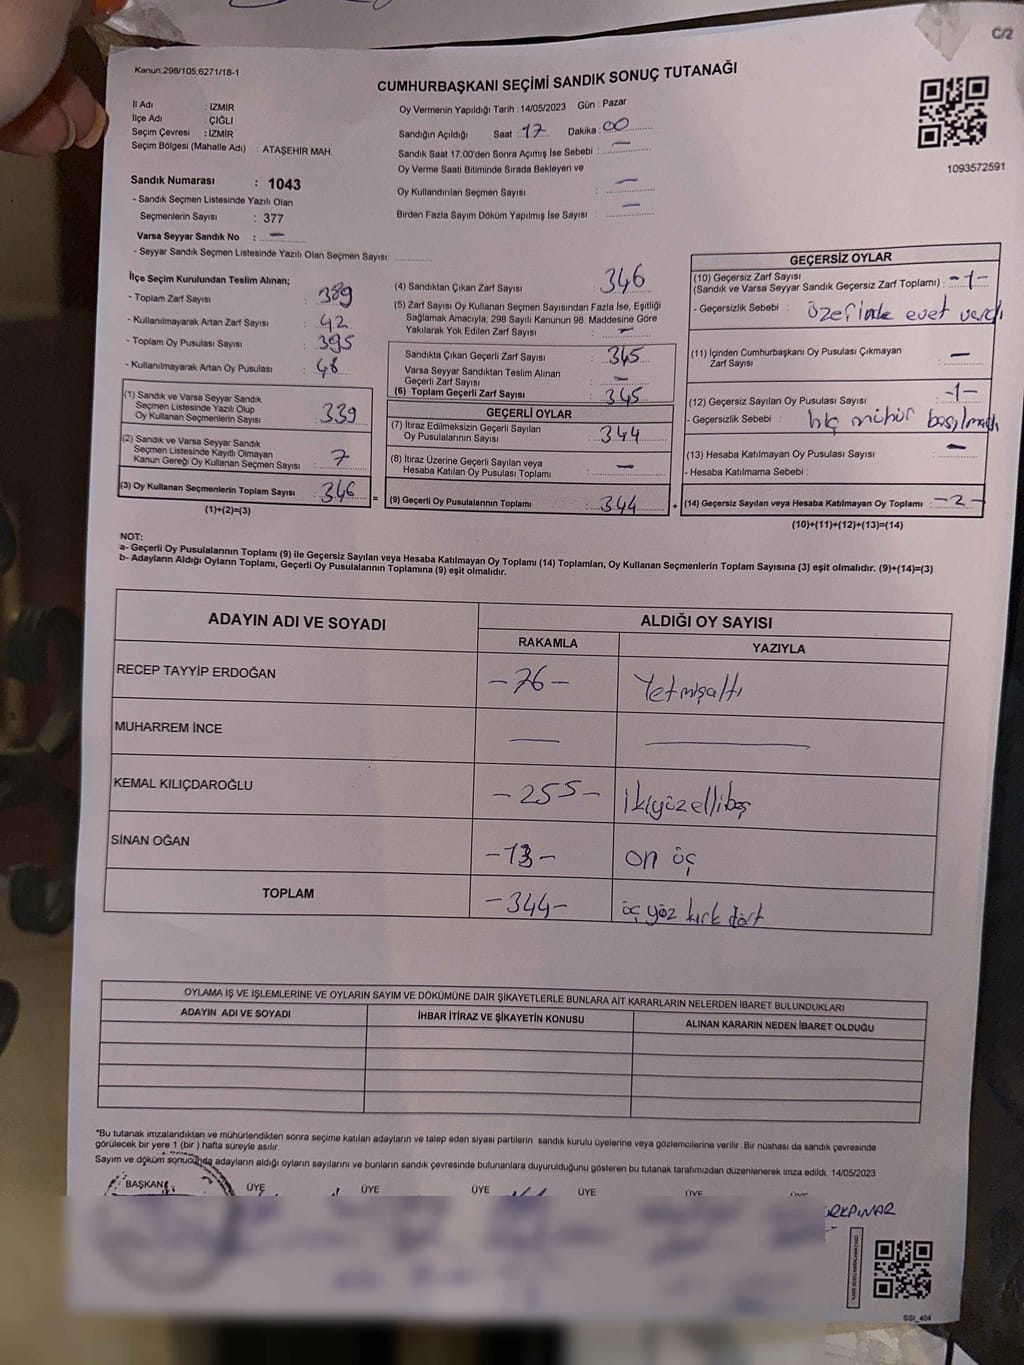 C/2
Kanun;298/105;6271/18-1
CUMHURBAŞKANI SEÇİMİ SANDIK SONUÇ TUTANAĞI
1093572591
İl Adı : İZMİR
İlçe Adı : ÇİĞLİ
Seçim Çevresi : İZMİR
Seçim Bölgesi (Mahalle Adı) : ATAŞEHİR MAH.
Sandık Numarası : 1043
- Sandık Seçmen Listesinde Yazılı Olan
Seçmenlerin Sayısı : 377
Varsa Seyyar Sandık No : —
- Seyyar Sandık Seçmen Listesinde Yazılı Olan Seçmen Sayısı:
Oy Vermenin Yapıldığı Tarih :14/05/2023 Gün : Pazar
Sandığın Açıldığı Saat : 17 Dakika : 00
Sandık Saat 17.00'den Sonra Açımış İse Sebebi : —
Oy Verme Saati Bitiminde Sırada Bekleyen ve
Oy Kullandırılan Seçmen Sayısı : —
Birden Fazla Sayım Döküm Yapılmış İse Sayısı : —
İlçe Seçim Kurulundan Teslim Alınan;
- Toplam Zarf Sayısı : 389
- Kullanılmayarak Artan Zarf Sayısı : 42
- Toplam Oy Pusulası Sayısı : 395
- Kullanılmayarak Artan Oy Pusulası : 48
(1) Sandık ve Varsa Seyyar Sandık
Seçmen Listesinde Yazılı Olup
Oy Kullanan Seçmenlerin Sayısı : 339
(2) Sandık ve Varsa Seyyar Sandık
Seçmen Listesinde Kayıtlı Olmayan
Kanun Gereği Oy Kullanan Seçmen Sayısı : 7
(3) Oy Kullanan Seçmenlerin Toplam Sayısı : 346
(1)+(2)=(3)
=
(4) Sandıktan Çıkan Zarf Sayısı : 346
(5) Zarf Sayısı Oy Kullanan Seçmen Sayısından Fazla İse, Eşitliği
Sağlamak Amacıyla; 298 Sayılı Kanunun 98. Maddesine Göre
Yakılarak Yok Edilen Zarf Sayısı : —
Sandıkta Çıkan Geçerli Zarf Sayısı : 345
Varsa Seyyar Sandıktan Teslim Alınan
Geçerli Zarf Sayısı : —
(6) Toplam Geçerli Zarf Sayısı : 345
GEÇERLİ OYLAR
(7) İtiraz Edilmeksizin Geçerli Sayılan
Oy Pusulalarının Sayısı : 344
(8) İtiraz Üzerine Geçerli Sayılan veya
Hesaba Katılan Oy Pusulası Toplamı : —
(9) Geçerli Oy Pusulalarının Toplamı : 344
+
GEÇERSİZ OYLAR
(10) Geçersiz Zarf Sayısı
(Sandık ve Varsa Seyyar Sandık Geçersiz Zarf Toplamı) : -1-
- Geçersizlik Sebebi : üzerinde evet vardı
(11) İçinden Cumhurbaşkanı Oy Pusulası Çıkmayan
Zarf Sayısı : —
(12) Geçersiz Sayılan Oy Pusulası Sayısı : -1-
- Geçersizlik Sebebi : hiç mühür basılmadı
(13) Hesaba Katılmayan Oy Pusulası Sayısı : —
- Hesaba Katılmama Sebebi :
(14) Geçersiz Sayılan veya Hesaba Katılmayan Oy Toplamı : -2-
(10)+(11)+(12)+(13)=(14)
NOT:
a- Geçerli Oy Pusulalarının Toplamı (9) ile Geçersiz Sayılan veya Hesaba Katılmayan Oy Toplamı (14) Toplamları, Oy Kullanan Seçmenlerin Toplam Sayısına (3) eşit olmalıdır. (9)+(14)=(3)
b- Adayların Aldığı Oyların Toplamı, Geçerli Oy Pusulalarının Toplamına (9) eşit olmalıdır.
ADAYIN ADI VE SOYADI
ALDIĞI OY SAYISI
RAKAMLA YAZIYLA
RECEP TAYYİP ERDOĞAN -76- Yetmişaltı
MUHARREM İNCE — —
KEMAL KILIÇDAROĞLU -255- ikiyüzellibeş
SİNAN OĞAN -13- on üç
TOPLAM -344- üç yüz kırk dört
OYLAMA İŞ VE İŞLEMLERİNE VE OYLARIN SAYIM VE DÖKÜMÜNE DAİR ŞİKAYETLERLE BUNLARA AİT KARARLARIN NELERDEN İBARET BULUNDUKLARI
ADAYIN ADI VE SOYADI İHBAR İTİRAZ VE ŞİKAYETİN KONUSU ALINAN KARARIN NEDEN İBARET OLDUĞU
*Bu tutanak imzalandıktan ve mühürlendikten sonra seçime katılan adayların ve talep eden siyasi partilerin sandık kurulu üyelerine veya gözlemcilerine verilir. Bir nüshası da sandık çevresinde
görülecek bir yere 1 (bir ) hafta süreyle asılır.
Sayım ve döküm sonucunda adayların aldığı oyların sayılarını ve bunların sandık çevresinde bulunanlara duyurulduğunu gösteren bu tutanak tarafımızdan düzenlenerek imza edildi. 14/05/2023
BAŞKAN ÜYE ÜYE ÜYE ÜYE ÜYE
SSI_404